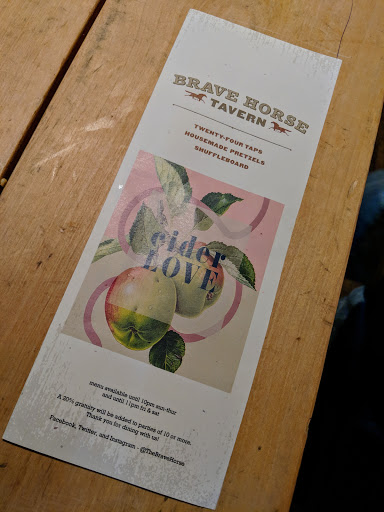 BRAVE HORSE
TAVERN
TWENTY-FOUR TAPS
HOUSEMADE PRETZELS
SHUFFLEBOARD
cider
LOVE
menu available until 10pm sun-thur
and until 11pm fri & sat
A 20% gratuity will be added to parties of 10 or more.
Thank you for dining with us!
Facebook, Twitter, and Instagram - @TheBraveHorse